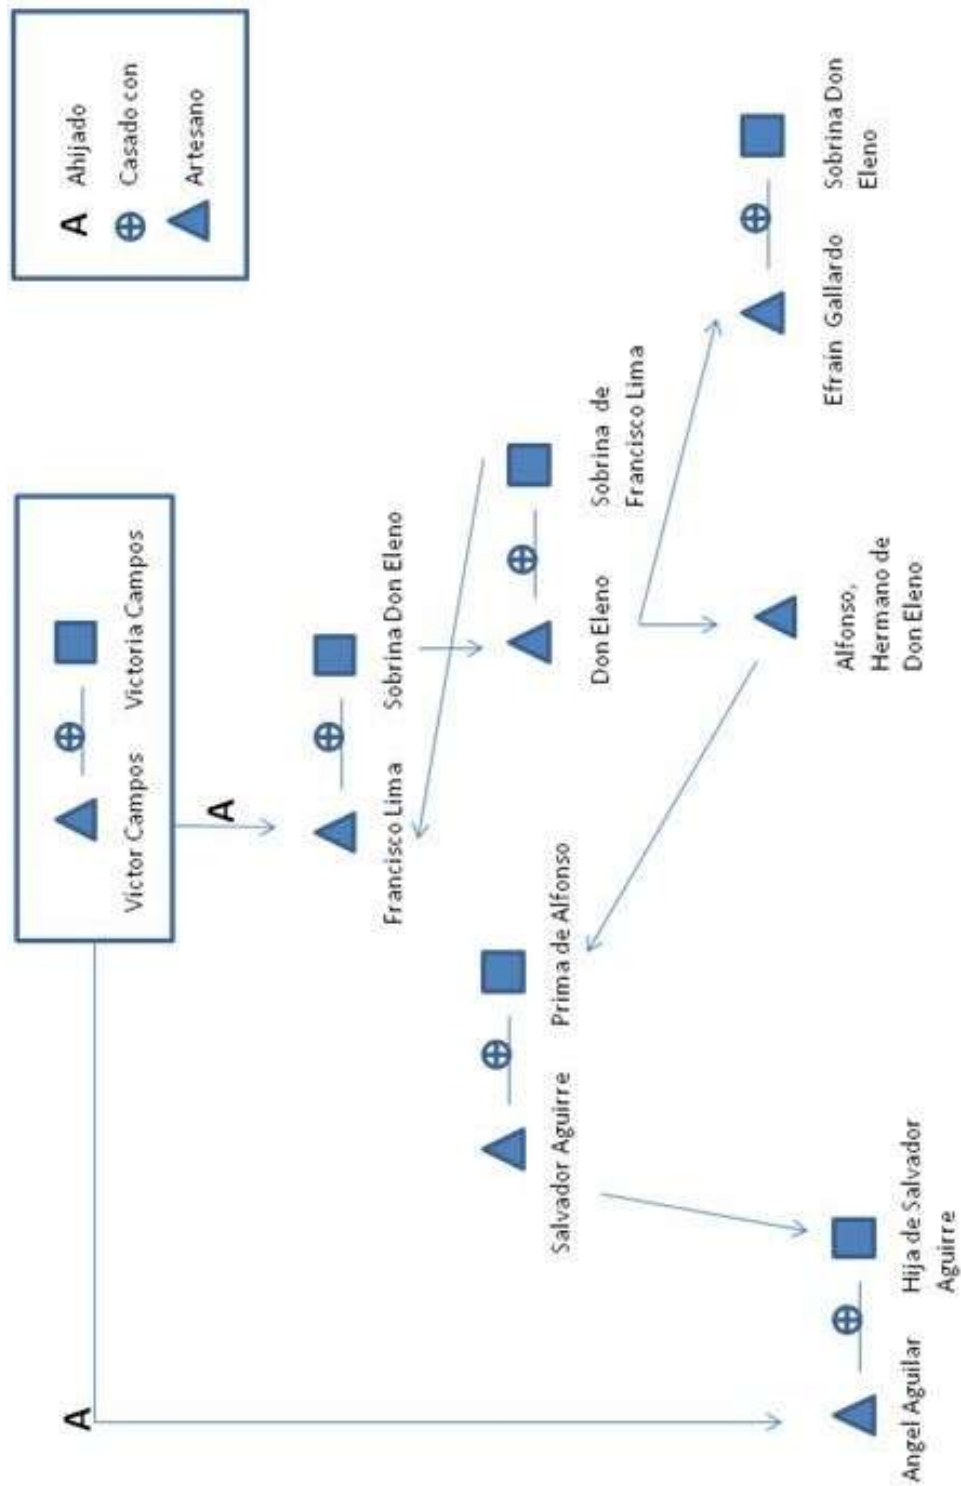 A Ahijado
Casado con
Artesano
Victor Campos Victoria Campos
A
A
Francisco Lima Sobrina Don Eleno
Salvador Aguirre Prima de Alfonso
Don Eleno
Sobrina de
Francisco Lima
Angel Aguilar
Hija de Salvador
Aguirre
Alfonso,
Hermano de
Don Eleno
Efraín Gallardo
Sobrina Don
Eleno